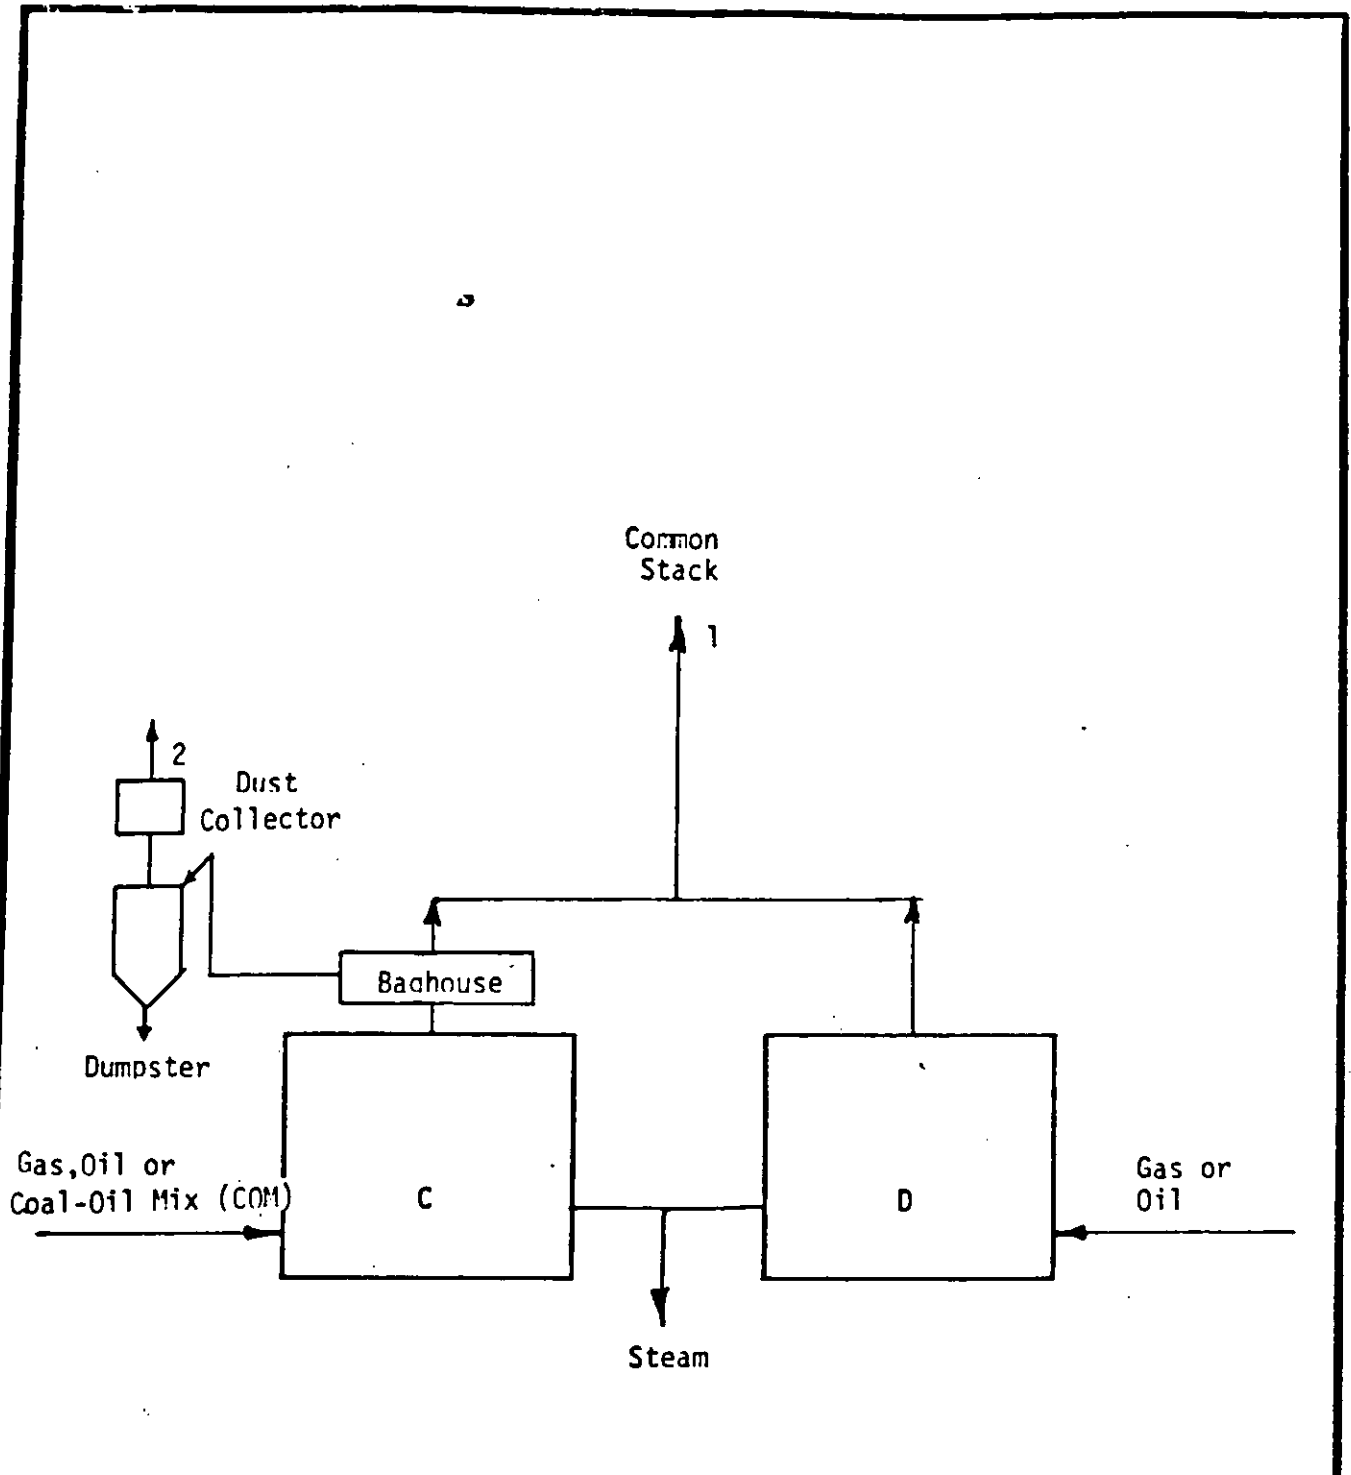 Common
Stack
1
2
Dust
Collector
Baghouse
Dumpster
Gas,Oil or
Coal-Oil Mix (COM)
C
D
Gas or
Oil
Steam